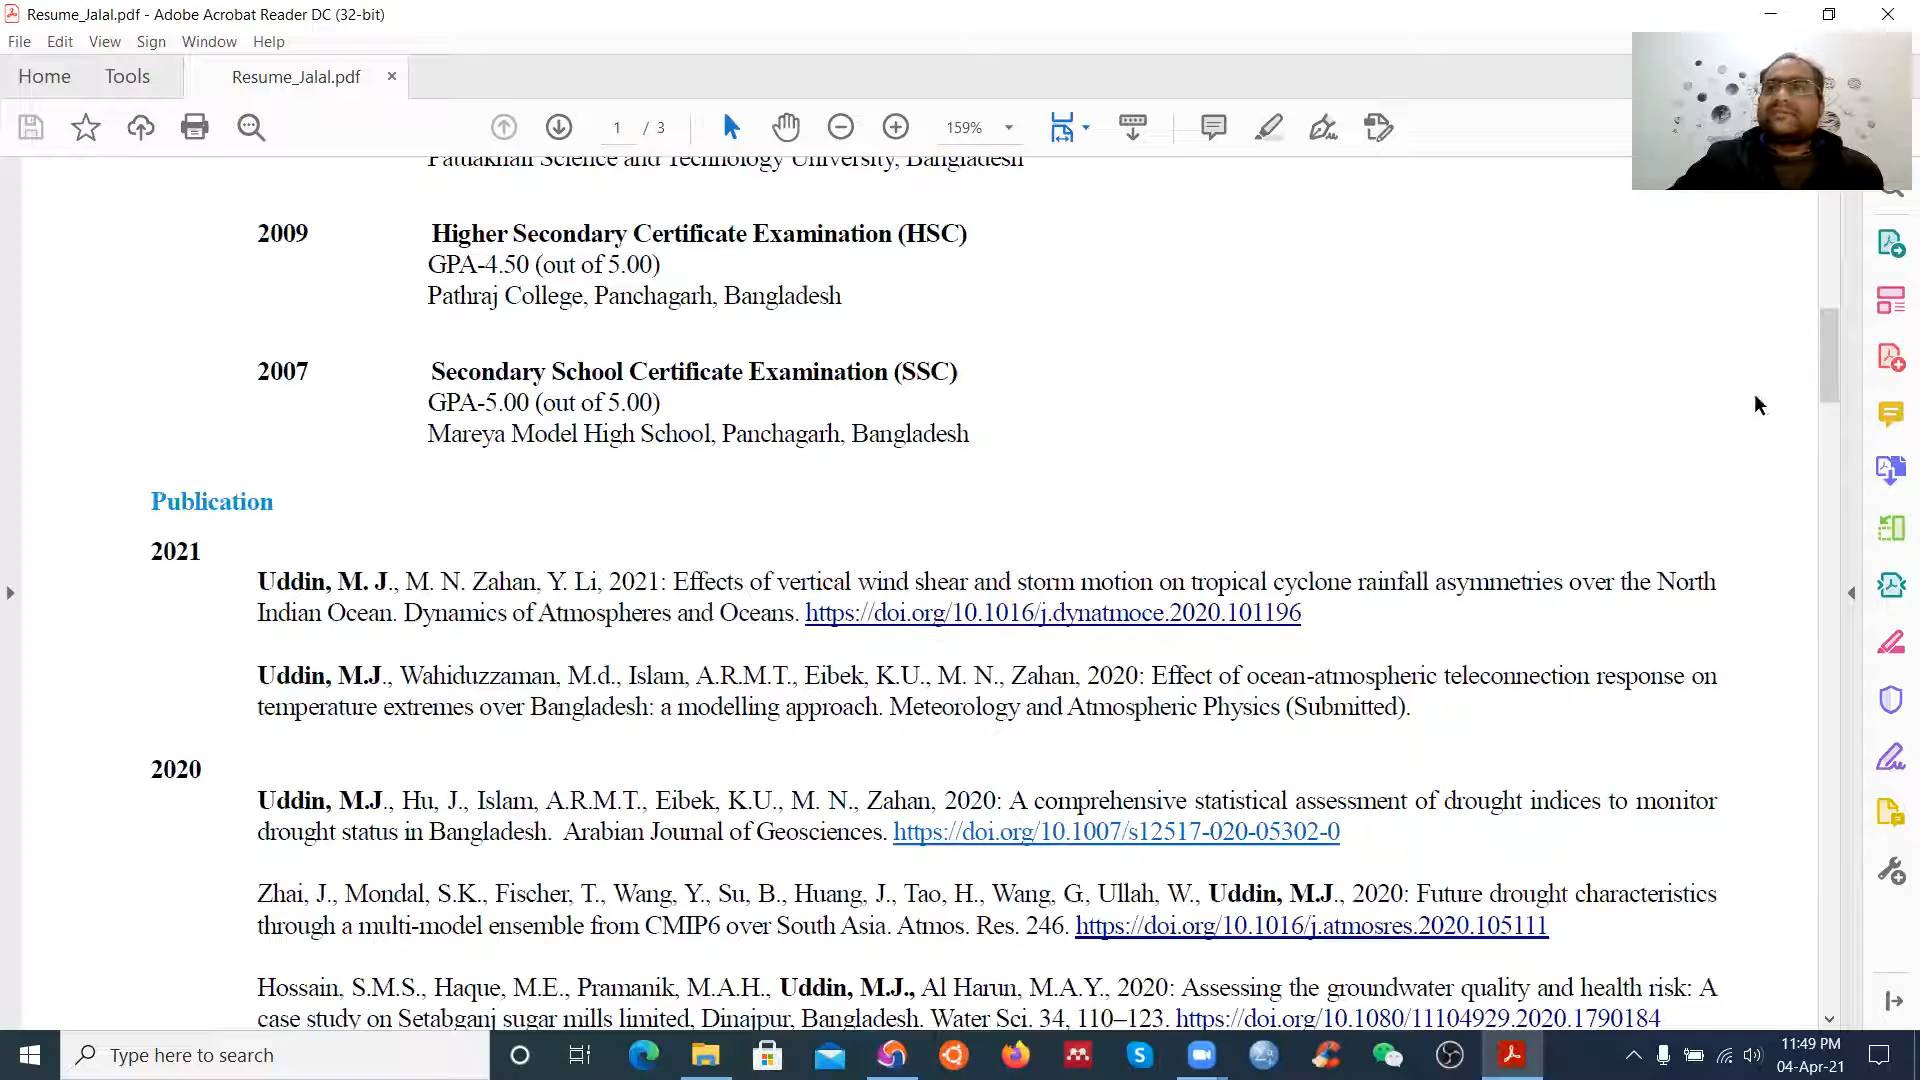 Resume_Jalal.pdf - Adobe Acrobat Reader DC (32-bit)
File Edit View Sign Window Help
Home Tools Resume_Jalal.pdf ×
1 / 3 159%
Patuakhali Science and Technology University, Bangladesh
2009 Higher Secondary Certificate Examination (HSC)
GPA-4.50 (out of 5.00)
Pathraj College, Panchagarh, Bangladesh
2007 Secondary School Certificate Examination (SSC)
GPA-5.00 (out of 5.00)
Mareya Model High School, Panchagarh, Bangladesh
Publication
2021
Uddin, M. J., M. N. Zahan, Y. Li, 2021: Effects of vertical wind shear and storm motion on tropical cyclone rainfall asymmetries over the North
Indian Ocean. Dynamics of Atmospheres and Oceans. https://doi.org/10.1016/j.dynatmoce.2020.101196
Uddin, M.J., Wahiduzzaman, M.d., Islam, A.R.M.T., Eibek, K.U., M. N., Zahan, 2020: Effect of ocean-atmospheric teleconnection response on
temperature extremes over Bangladesh: a modelling approach. Meteorology and Atmospheric Physics (Submitted).
2020
Uddin, M.J., Hu, J., Islam, A.R.M.T., Eibek, K.U., M. N., Zahan, 2020: A comprehensive statistical assessment of drought indices to monitor
drought status in Bangladesh. Arabian Journal of Geosciences. https://doi.org/10.1007/s12517-020-05302-0
Zhai, J., Mondal, S.K., Fischer, T., Wang, Y., Su, B., Huang, J., Tao, H., Wang, G., Ullah, W., Uddin, M.J., 2020: Future drought characteristics
through a multi-model ensemble from CMIP6 over South Asia. Atmos. Res. 246. https://doi.org/10.1016/j.atmosres.2020.105111
Hossain, S.M.S., Haque, M.E., Pramanik, M.A.H., Uddin, M.J., Al Harun, M.A.Y., 2020: Assessing the groundwater quality and health risk: A
case study on Setabganj sugar mills limited, Dinajpur, Bangladesh. Water Sci. 34, 110–123. https://doi.org/10.1080/11104929.2020.1790184
Type here to search
11:49 PM
04-Apr-21